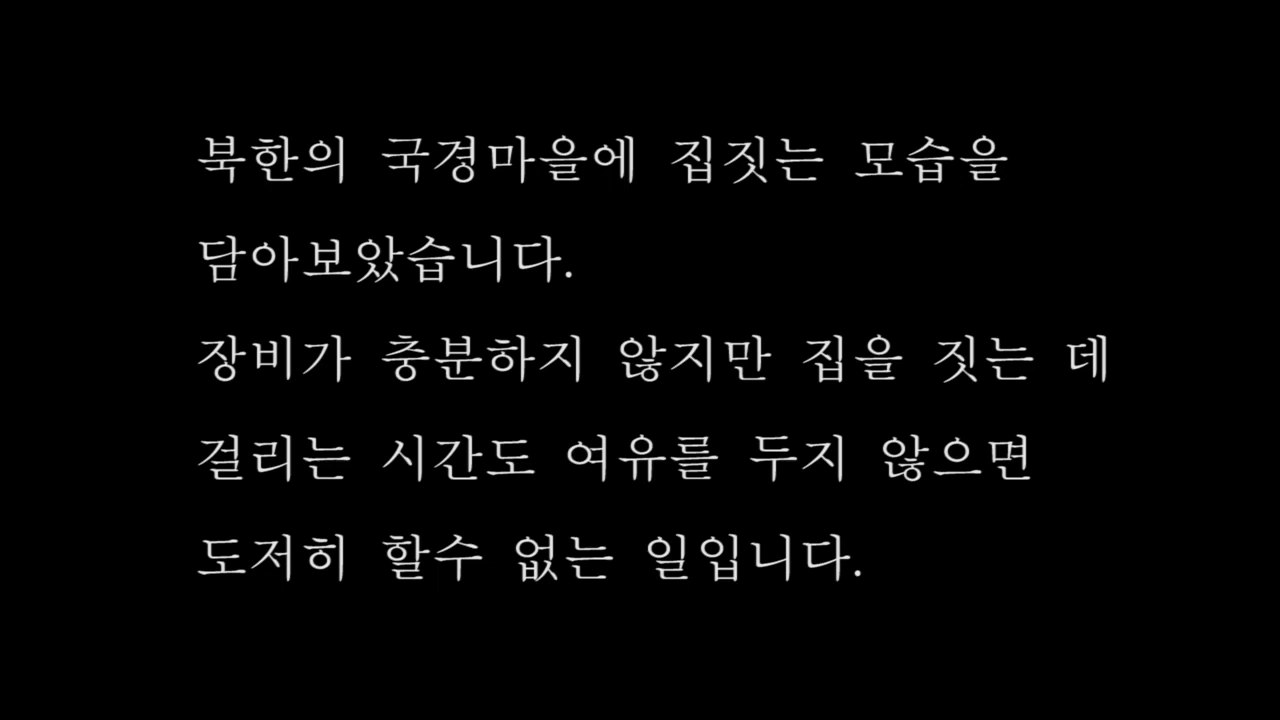 북한의 국경마을에 집짓는 모습을
담아보았습니다.
장비가 충분하지 않지만 집을 짓는 데
걸리는 시간도 여유를 두지 않으면
도저히 할수 없는 일입니다.